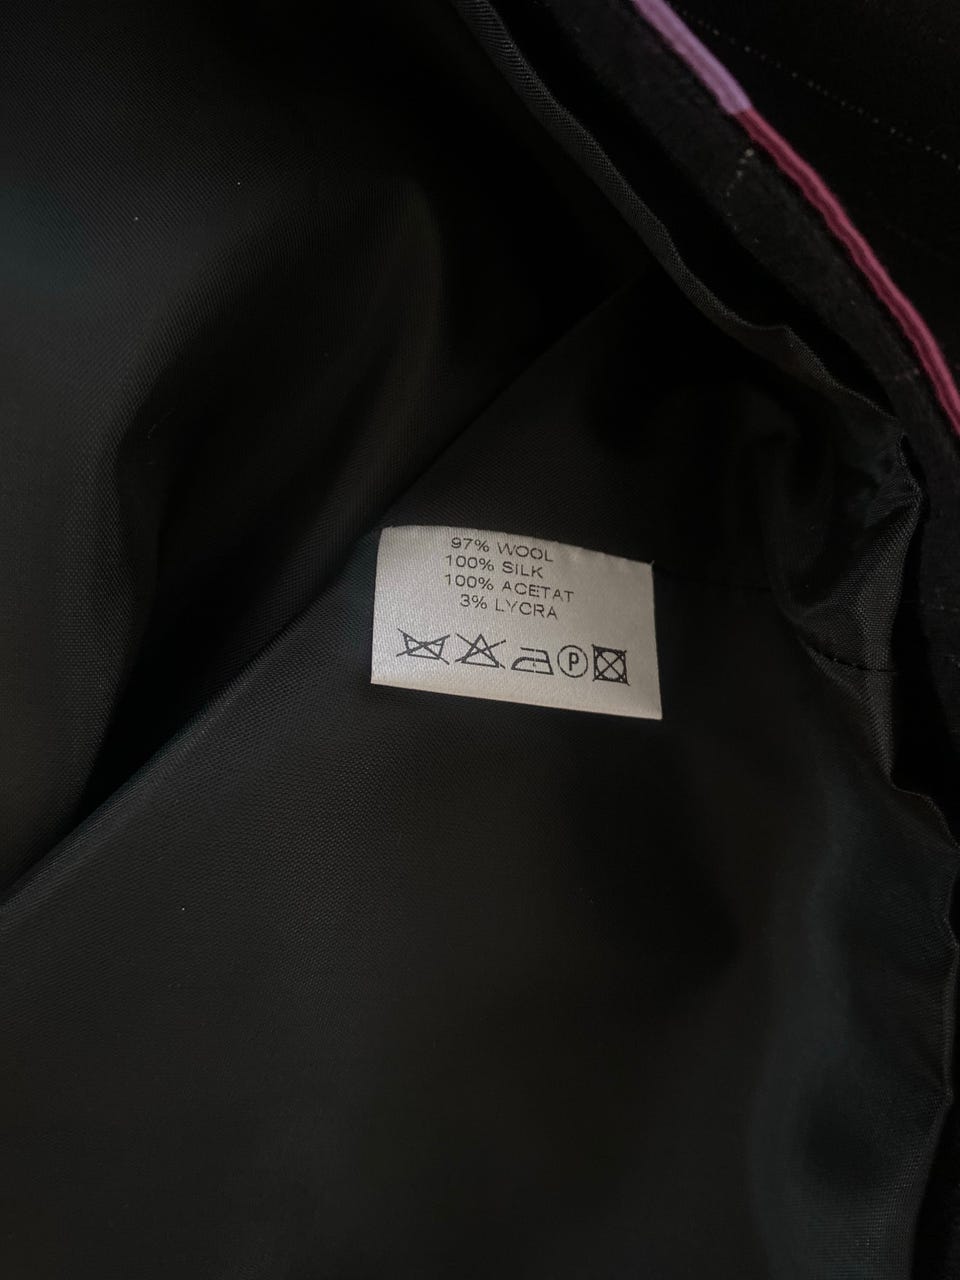 97% WOOL
100% SILK
100% ACETAT
3% LYCRA
P